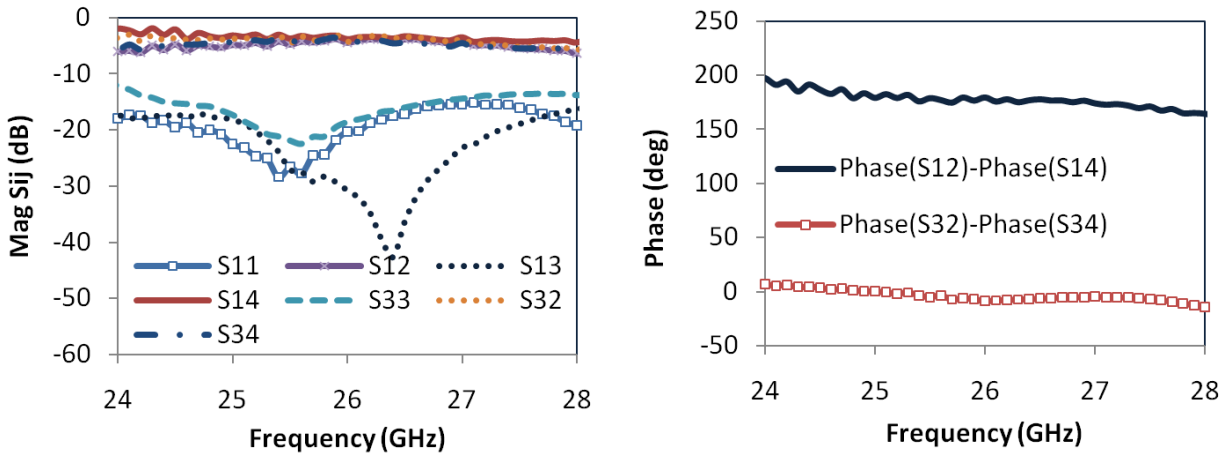 0
-10
-20
-30
-40
-50
-60
Mag Sij (dB)
S11
S12
S13
S14
S33
S32
S34
24
25
26
27
28
Frequency (GHz)
250
200
150
100
50
0
-50
Phase (deg)
Phase(S12)-Phase(S14)
Phase(S32)-Phase(S34)
24
25
26
27
28
Frequency (GHz)